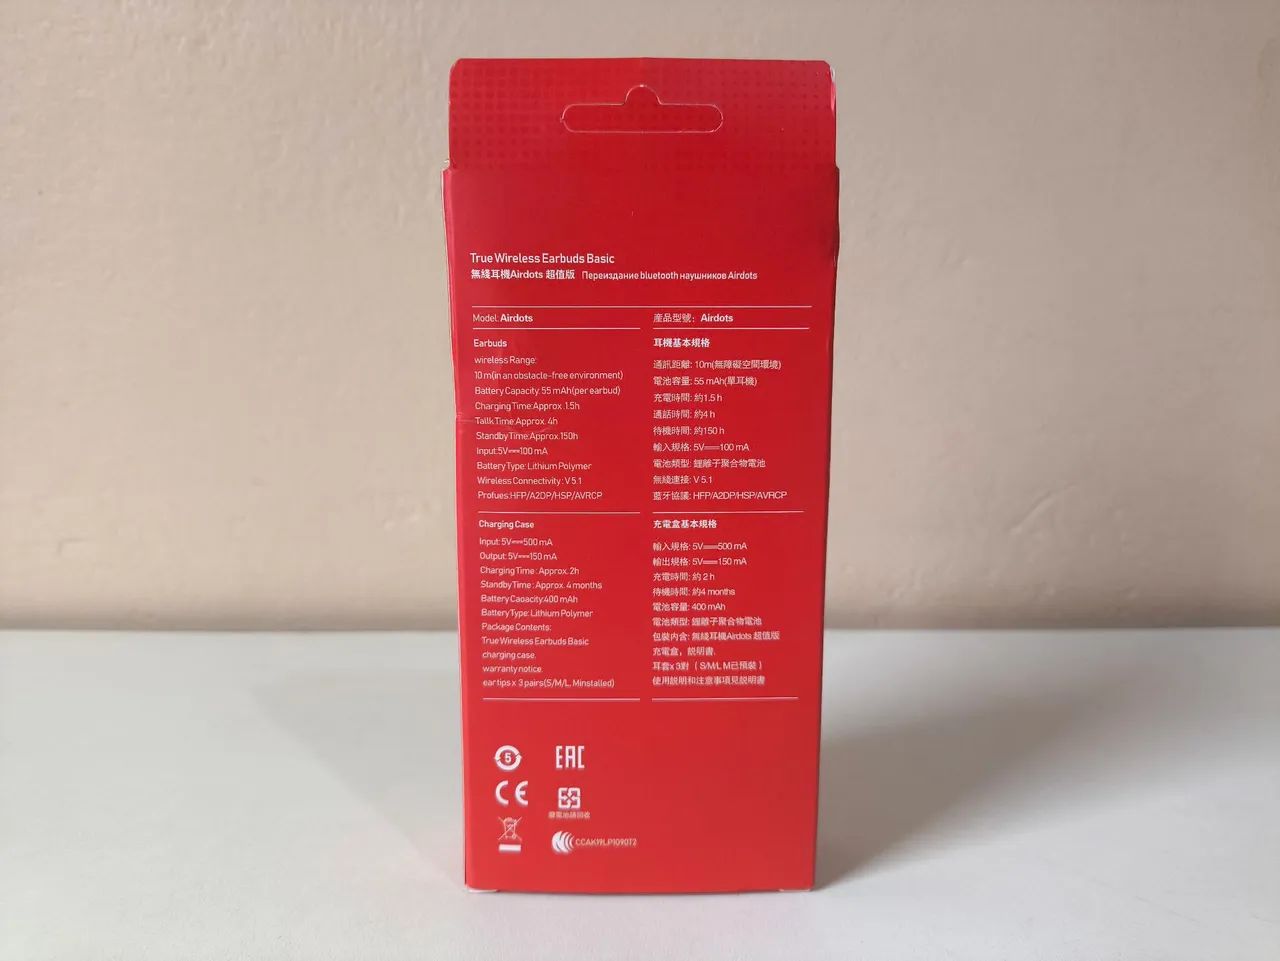 True Wireless Earbuds Basic
無綫耳機Airdots 超值版 Переиздание bluetooth наушников Airdots
Model: Airdots
Earbuds
wireless Range:
10 m(in an obstacle-free environment)
Battery Capacity: 55 mAh(per earbud)
Charging Time:Approx .1.5h
Tallk Time:Approx. 4h
Standby Time:Approx.150h
Input:5V⎓100 mA
Battery Type: Lithium Polymer
Wireless Connectivity : V 5.1
Profues:HFP/A2DP/HSP/AVRCP
Charging Case
Input: 5V⎓500 mA
Output: 5V⎓150 mA
Charging Time : Approx. 2h
Standby Time : Approx. 4 months
Battery Caoacity:400 mAh
Battery Type: Lithium Polymer
Package Contents:
True Wireless Earbuds Basic
charging case.
warranty notice.
ear tips x 3 pairs(S/M/L, Minstalled)
產品型號: Airdots
耳機基本規格
通訊距離: 10m(無障礙空間環境)
電池容量: 55 mAh(單耳機)
充電時間: 約1.5 h
通話時間: 約4 h
待機時間: 約150 h
輸入規格: 5V⎓100 mA
電池類型: 鋰離子聚合物電池
無綫連接: V 5.1
藍牙協議: HFP/A2DP/HSP/AVRCP
充電盒基本規格
輸入規格: 5V⎓500 mA
輸出規格: 5V⎓150 mA
充電時間: 約 2 h
待機時間: 約4 months
電池容量: 400 mAh
電池類型: 鋰離子聚合物電池
包裝内含: 無綫耳機Airdots 超值版
充電盒，説明書.
耳套x 3對 ( S/M/L M已預裝 )
使用説明和注意事項見説明書
5
EAC
CE
廢電池請回收
CCAK19LP1090T2